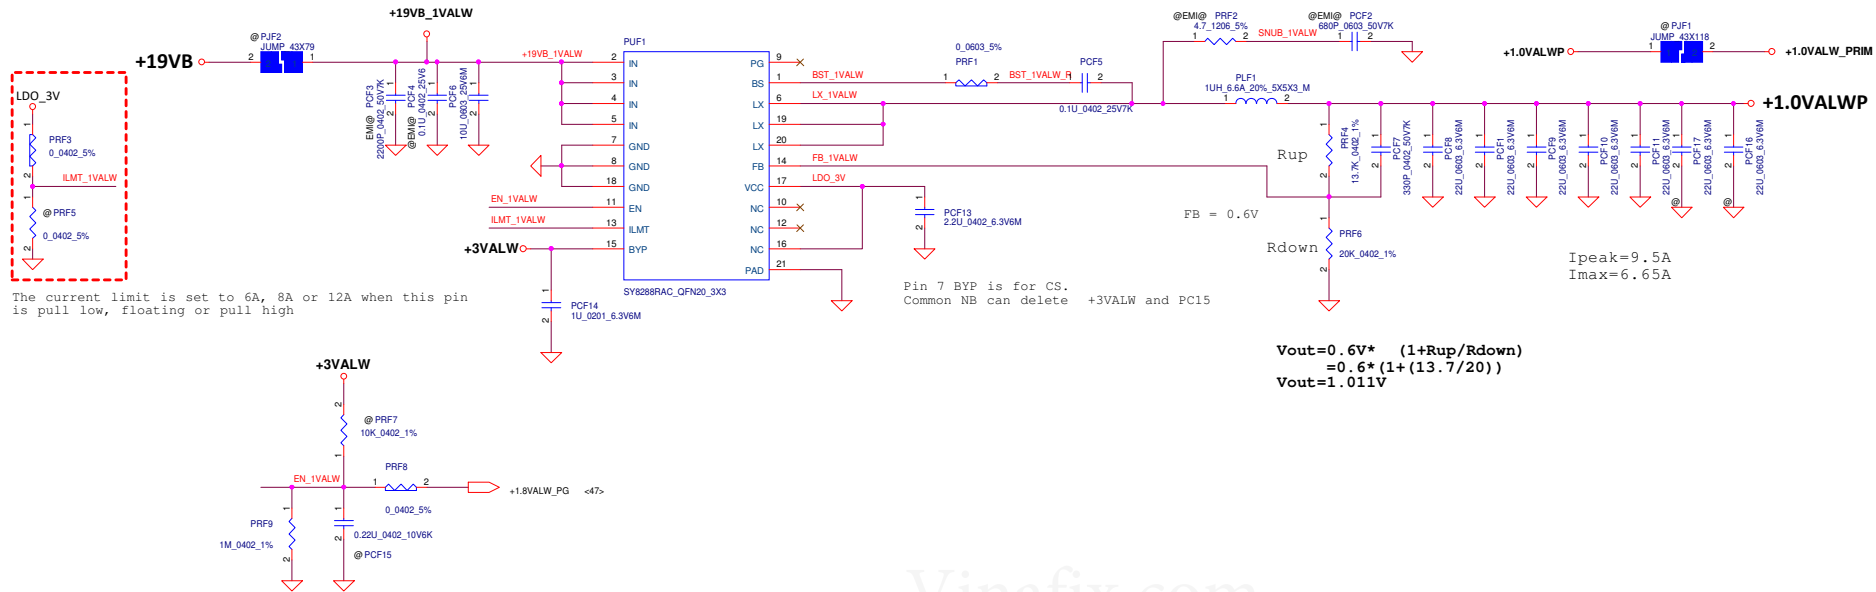 +19VB_1VALW
+19VB
@ PJF2
JUMP_43X79
2
1
+19VB_1VALW
EMI@ PCF3
2200P_0402_50V7K
@EMI@ PCF4
0.1U_0402_25V6
PCF6
10U_0603_25V6M
LDO_3V
PRF3
0_0402_5%
ILMT_1VALW
@ PRF5
0_0402_5%
The current limit is set to 6A, 8A or 12A when this pin
is pull low, floating or pull high
PUF1
2 IN
3 IN
4 IN
5 IN
7 GND
8 GND
18 GND
EN_1VALW 11 EN
ILMT_1VALW 13 ILMT
+3VALW 15 BYP
PG 9
BS 1
LX 6
LX 19
LX 20
FB 14
VCC 17
NC 10
NC 12
NC 16
PAD 21
SY8288RAC_QFN20_3X3
PCF14
1U_0201_6.3V6M
BST_1VALW
0_0603_5%
PRF1
BST_1VALW_R
PCF5
0.1U_0402_25V7K
LX_1VALW
FB_1VALW
LDO_3V
PCF13
2.2U_0402_6.3V6M
Pin 7 BYP is for CS.
Common NB can delete +3VALW and PC15
@EMI@ PRF2
4.7_1206_5%
SNUB_1VALW
@EMI@ PCF2
680P_0603_50V7K
PLF1
1UH_6.6A_20%_5X5X3_M
Rup
PRF4
13.7K_0402_1%
PCF7
330P_0402_50V7K
PCF8
22U_0603_6.3V6M
PCF1
22U_0603_6.3V6M
PCF9
22U_0603_6.3V6M
PCF10
22U_0603_6.3V6M
PCF11
22U_0603_6.3V6M
@ PCF17
22U_0603_6.3V6M
@ PCF16
22U_0603_6.3V6M
@ PJF1
JUMP_43X118
+1.0VALWP
1
2
+1.0VALW_PRIM
+1.0VALWP
FB = 0.6V
Rdown
PRF6
20K_0402_1%
Ipeak=9.5A
Imax=6.65A
Vout=0.6V* (1+Rup/Rdown)
=0.6*(1+(13.7/20))
Vout=1.011V
+3VALW
@ PRF7
10K_0402_1%
EN_1VALW
PRF8
0_0402_5%
+1.8VALW_PG <47>
PRF9
1M_0402_1%
0.22U_0402_10V6K
@ PCF15
Vinafix.com